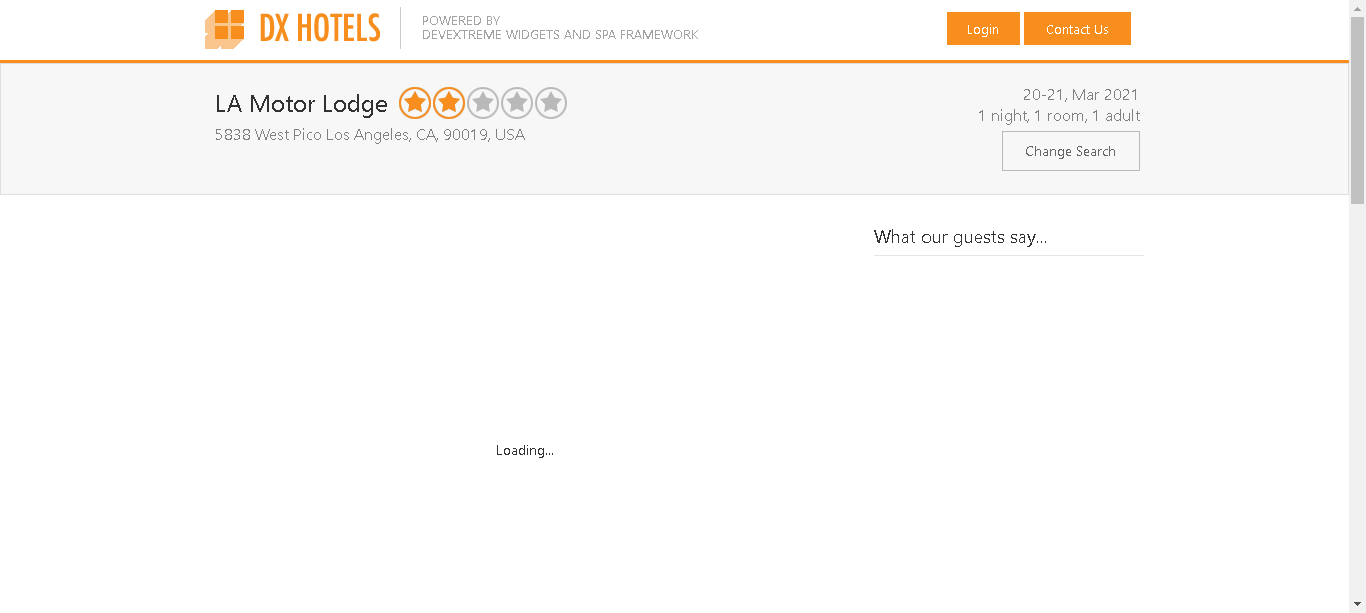 DX HOTELS
POWERED BY
DEVEXTREME WIDGETS AND SPA FRAMEWORK
Login
Contact Us
LA Motor Lodge
5838 West Pico Los Angeles, CA, 90019, USA
20-21, Mar 2021
1 night, 1 room, 1 adult
Change Search
What our guests say...
Loading...